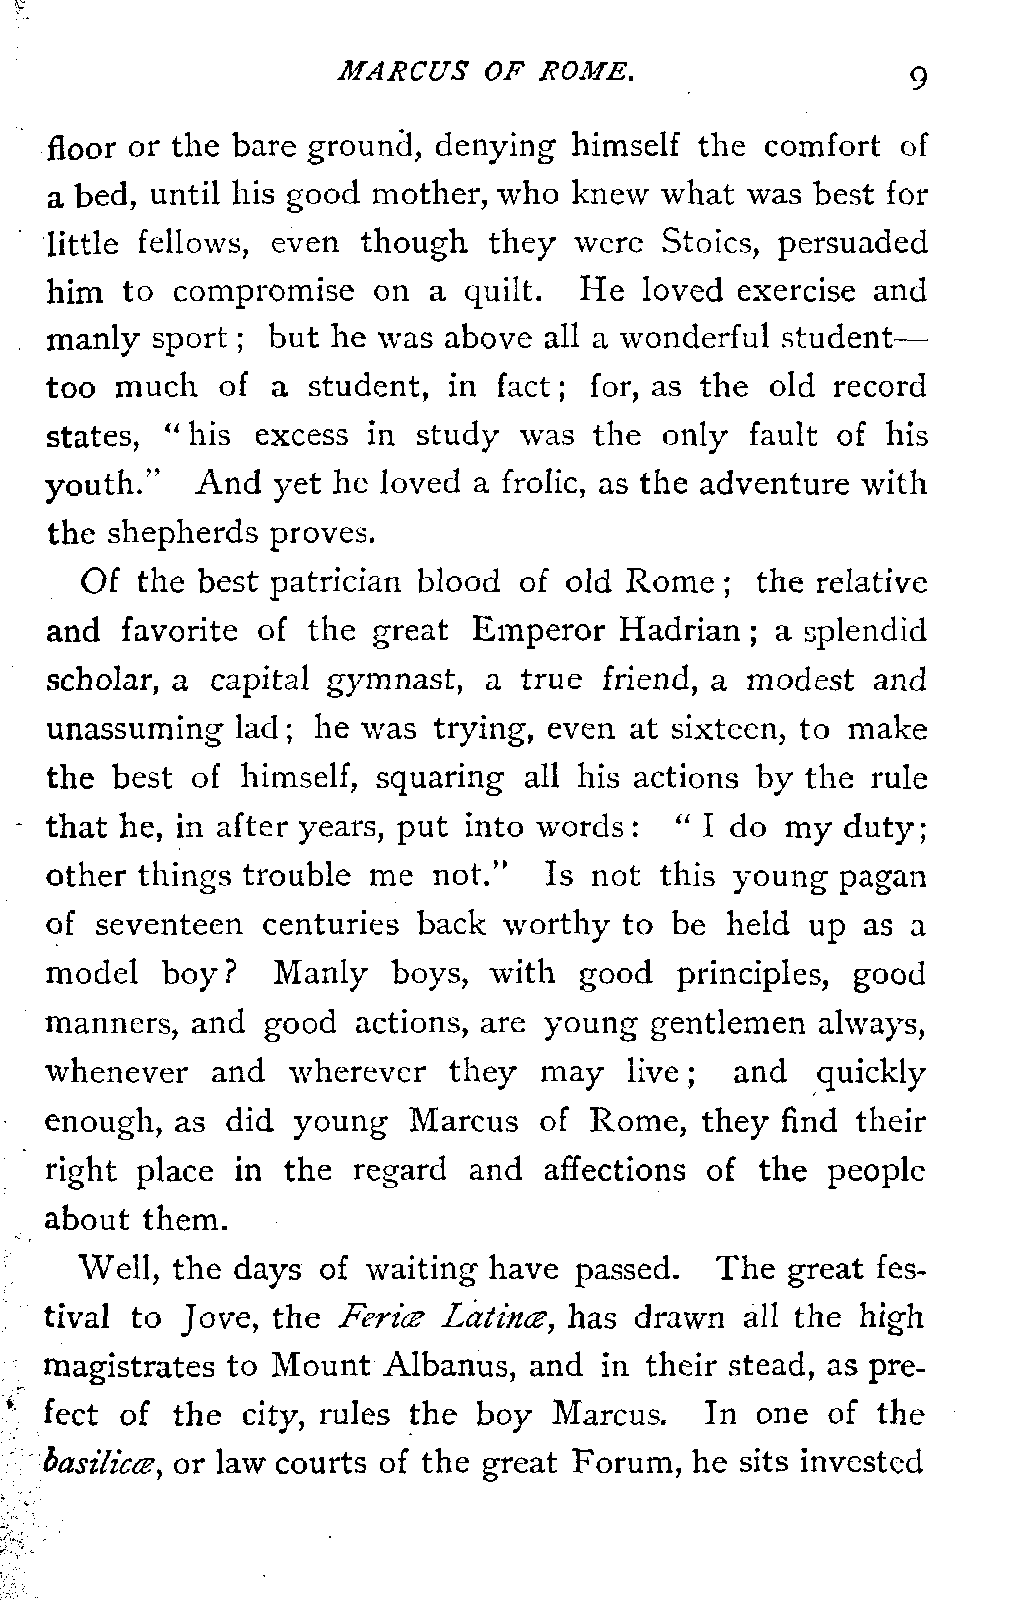 MARCUS OF ROME. 9
floor or the bare ground, denying himself the comfort of
a bed, until his good mother, who knew what was best for
little fellows, even though they were Stoics, persuaded
him to compromise on a quilt. He loved exercise and
manly sport; but he was above all a wonderful student—
too much of a student, in fact; for, as the old record
states, "his excess in study was the only fault of his
youth." And yet he loved a frolic, as the adventure with
the shepherds proves.
Of the best patrician blood of old Rome; the relative
and favorite of the great Emperor Hadrian; a splendid
scholar, a capital gymnast, a true friend, a modest and
unassuming lad; he was trying, even at sixteen, to make
the best of himself, squaring all his actions by the rule
that he, in after years, put into words: "I do my duty;
other things trouble me not." Is not this young pagan
of seventeen centuries back worthy to be held up as a
model boy? Manly boys, with good principles, good
manners, and good actions, are young gentlemen always,
whenever and wherever they may live; and quickly
enough, as did young Marcus of Rome, they find their
right place in the regard and affections of the people
about them.
Well, the days of waiting have passed. The great fes-
tival to Jove, the Feriæ Latinæ, has drawn all the high
magistrates to Mount Albanus, and in their stead, as pre-
fect of the city, rules the boy Marcus. In one of the
basilicæ, or law courts of the great Forum, he sits invested